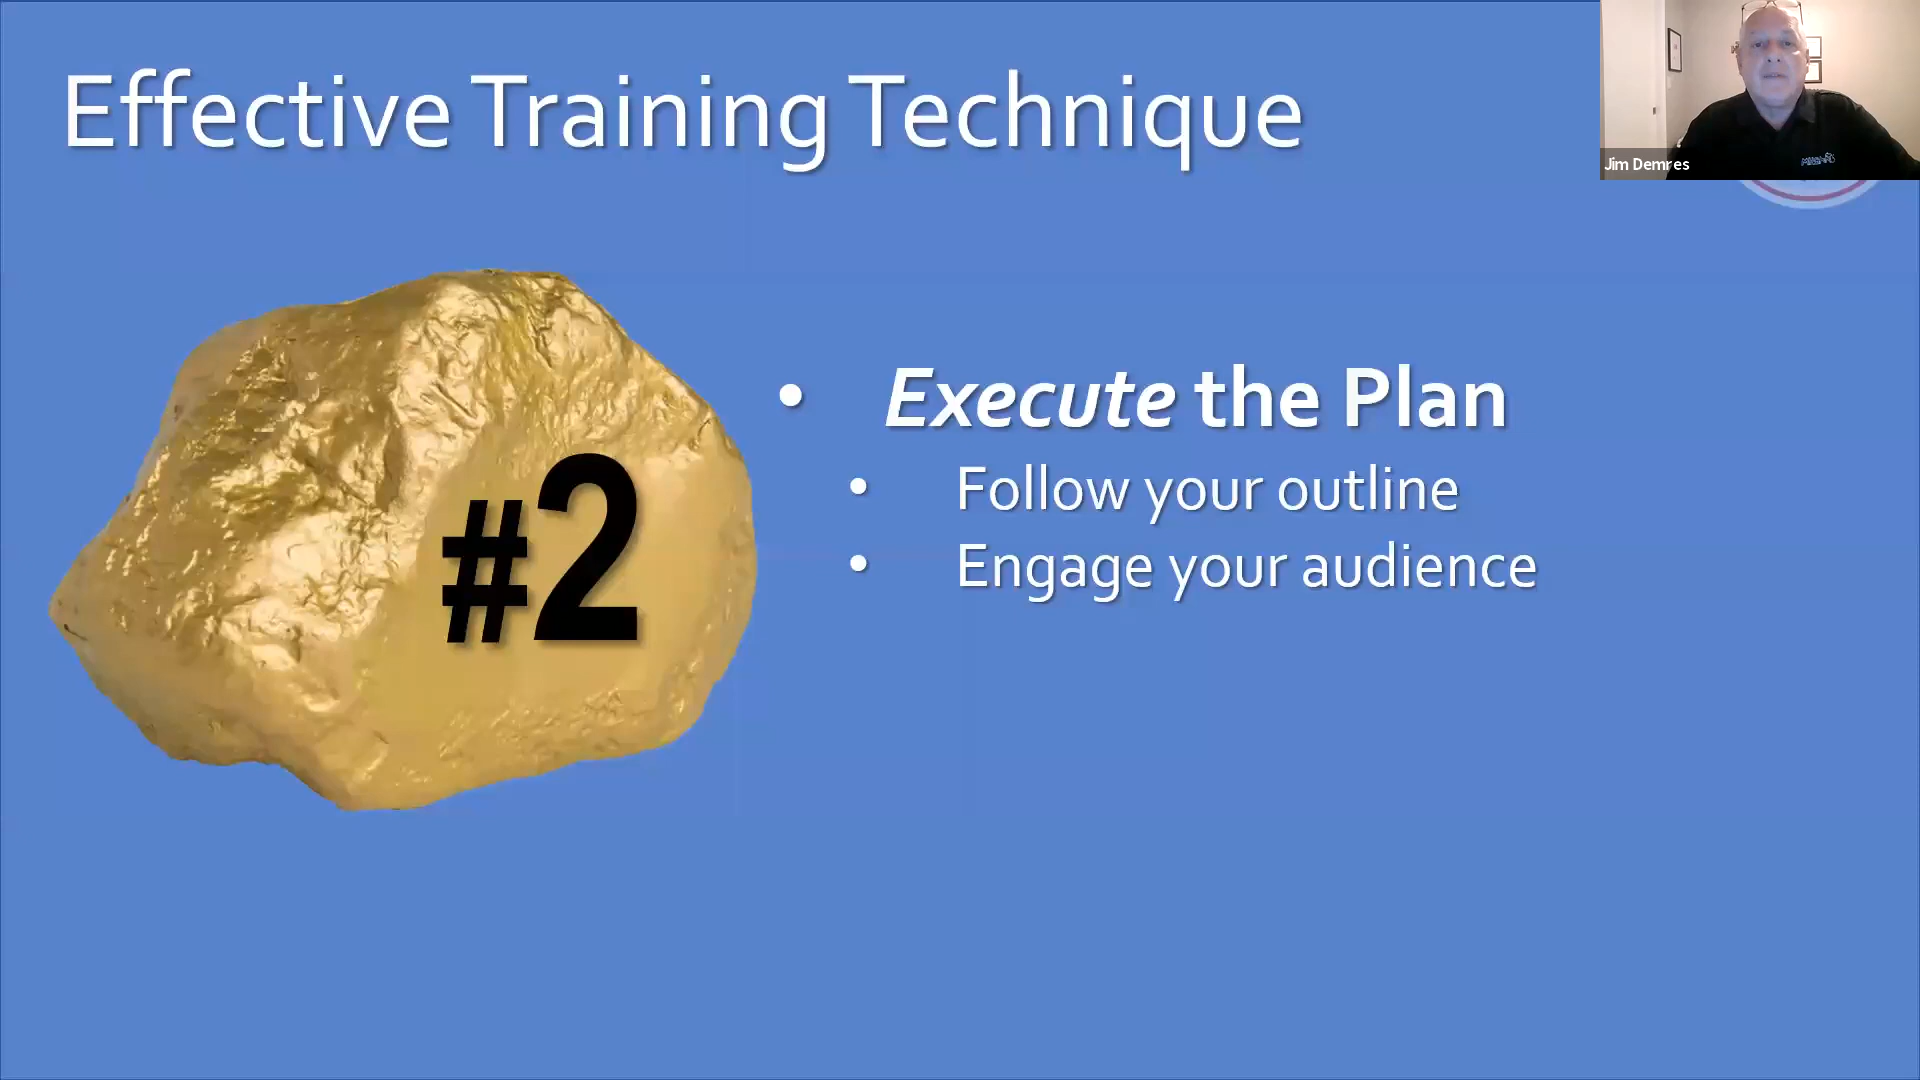 Effective Training Technique
Jim Demres
#2
• Execute the Plan
• Follow your outline
• Engage your audience